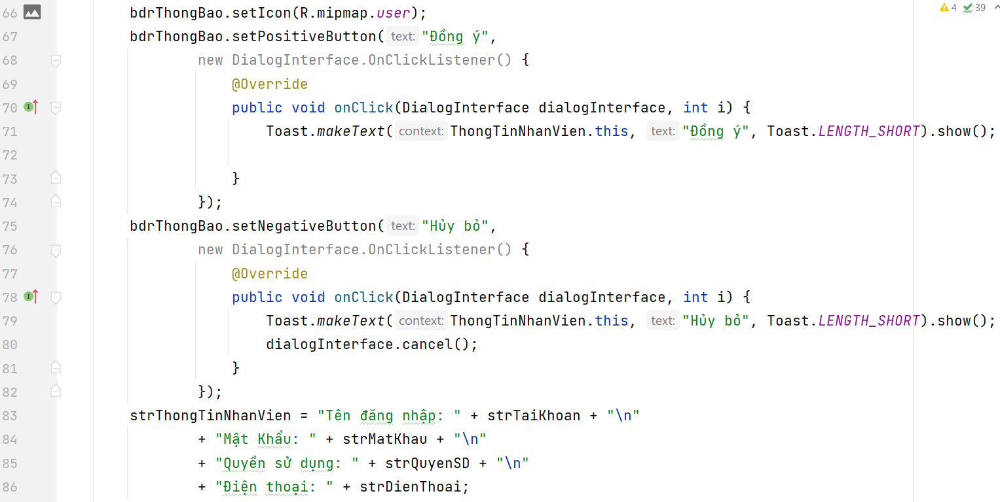 66 bdrThongBao.setIcon(R.mipmap.user); 4 39
67 bdrThongBao.setPositiveButton( text: "Đồng ý",
68 new DialogInterface.OnClickListener() {
69 @Override
70 public void onClick(DialogInterface dialogInterface, int i) {
71 Toast.makeText( context: ThongTinNhanVien.this, text: "Đồng ý", Toast.LENGTH_SHORT).show();
72
73 }
74 });
75 bdrThongBao.setNegativeButton( text: "Hủy bỏ",
76 new DialogInterface.OnClickListener() {
77 @Override
78 public void onClick(DialogInterface dialogInterface, int i) {
79 Toast.makeText( context: ThongTinNhanVien.this, text: "Hủy bỏ", Toast.LENGTH_SHORT).show();
80 dialogInterface.cancel();
81 }
82 });
83 strThongTinNhanVien = "Tên đăng nhập: " + strTaiKhoan + "\n"
84 + "Mật Khẩu: " + strMatKhau + "\n"
85 + "Quyền sử dụng: " + strQuyenSD + "\n"
86 + "Điện thoại: " + strDienThoai;